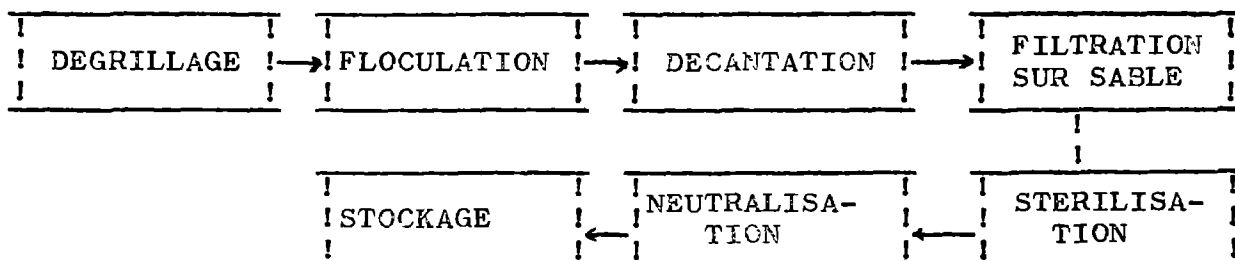 DEGRILLAGE
FLOCULATION
DECANTATION
FILTRATION
SUR SABLE
STERILISA-
TION
NEUTRALISA-
TION
STOCKAGE